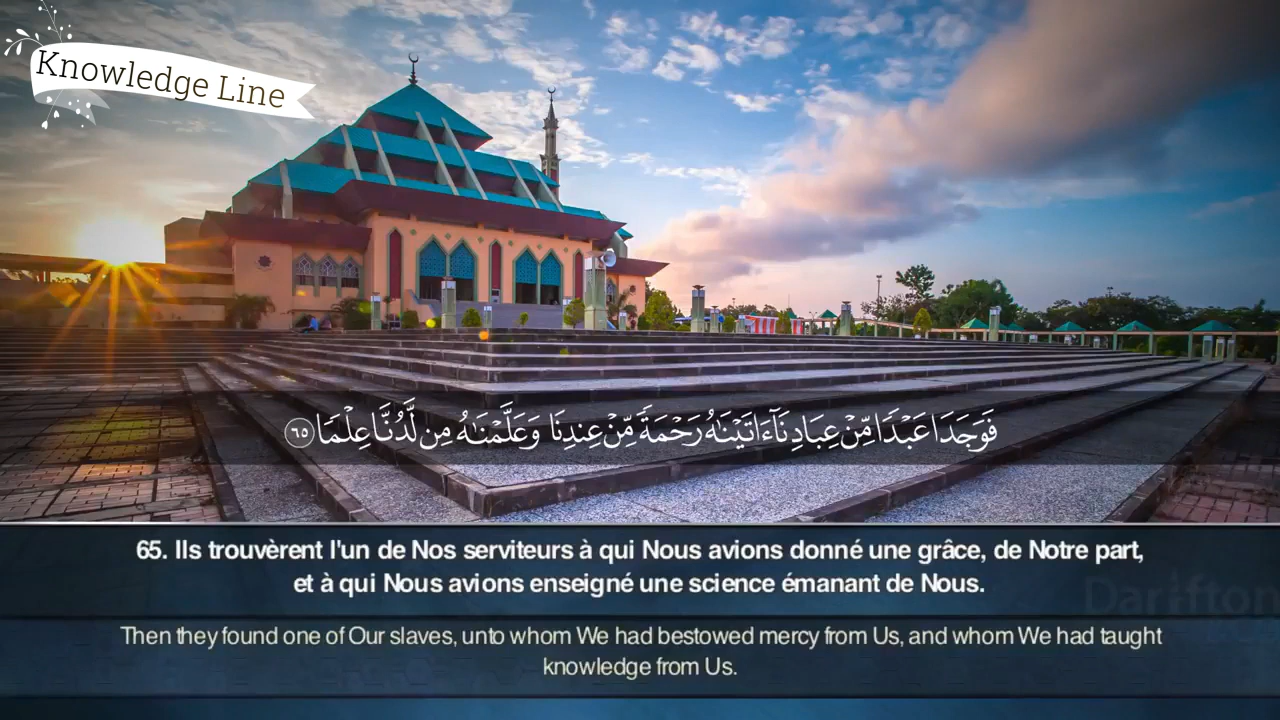 Knowledge Line
فَوَجَدَا عَبْدًا مِّنْ عِبَادِنَآ ءَاتَيْنَٰهُ رَحْمَةً مِّنْ عِندِنَا وَعَلَّمْنَٰهُ مِن لَّدُنَّا عِلْمًا ٦٥
65. Ils trouvèrent l'un de Nos serviteurs à qui Nous avions donné une grâce, de Notre part,
et à qui Nous avions enseigné une science émanant de Nous.
Then they found one of Our slaves, unto whom We had bestowed mercy from Us, and whom We had taught
knowledge from Us.